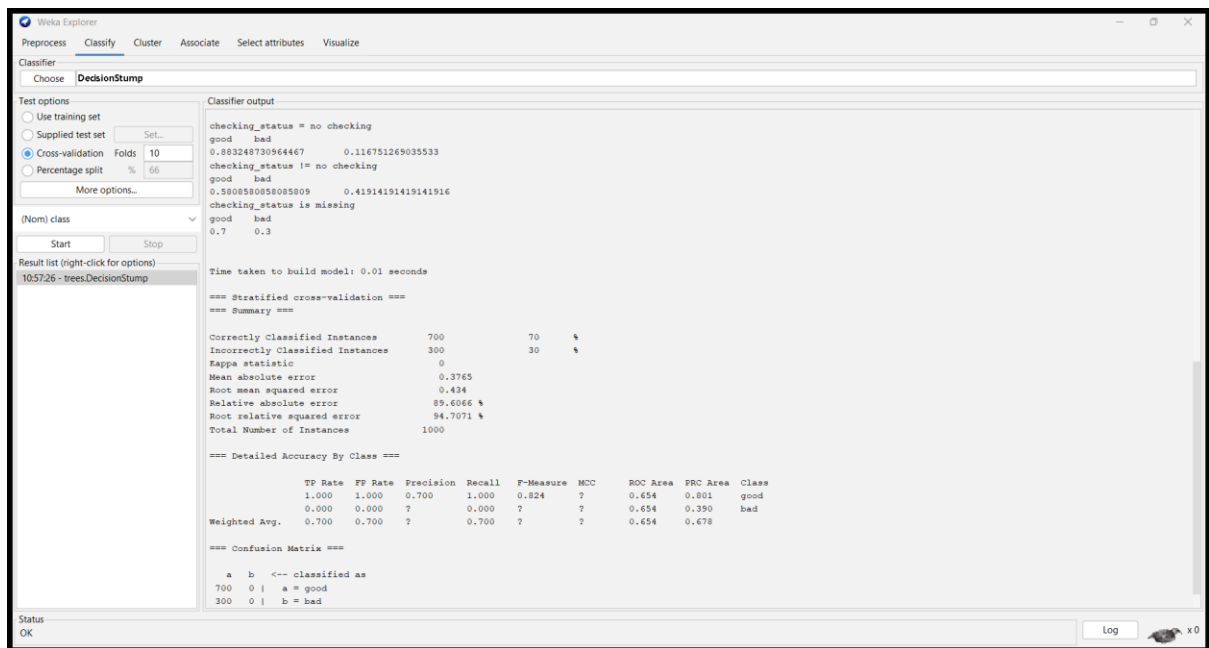 Weka Explorer
Preprocess Classify Cluster Associate Select attributes Visualize
Classifier
Choose DecisionStump
Test options
Use training set
Supplied test set Set...
Cross-validation Folds 10
Percentage split % 66
More options...
(Nom) class
Start Stop
Result list (right-click for options)
10:57:26 - trees.DecisionStump
Classifier output
checking_status = no checking
good bad
0.883248730964467 0.116751269035533
checking_status != no checking
good bad
0.5808580858085809 0.41914191419141916
checking_status is missing
good bad
0.7 0.3
Time taken to build model: 0.01 seconds
=== Stratified cross-validation ===
=== Summary ===
Correctly Classified Instances 700 70 %
Incorrectly Classified Instances 300 30 %
Kappa statistic 0
Mean absolute error 0.3765
Root mean squared error 0.434
Relative absolute error 89.6066 %
Root relative squared error 94.7071 %
Total Number of Instances 1000
=== Detailed Accuracy By Class ===
TP Rate FP Rate Precision Recall F-Measure MCC ROC Area PRC Area Class
1.000 1.000 0.700 1.000 0.824 ? 0.654 0.801 good
0.000 0.000 ? 0.000 ? ? 0.654 0.390 bad
Weighted Avg. 0.700 0.700 ? 0.700 ? ? 0.654 0.678
=== Confusion Matrix ===
a b <-- classified as
700 0 | a = good
300 0 | b = bad
Status
OK
Log x 0